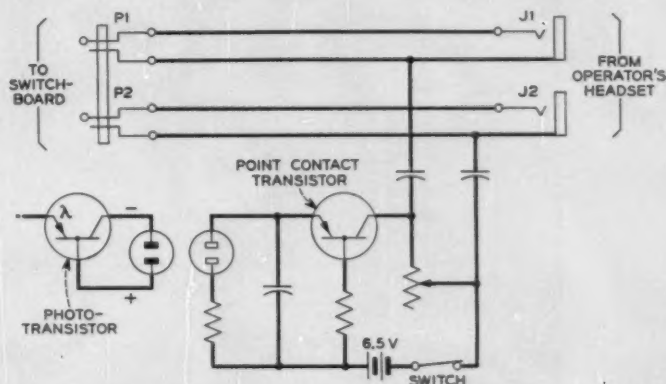 P1
J1
TO
SWITCH-
BOARD
FROM
OPERATOR'S
HEADSET
P2
J2
POINT CONTACT
TRANSISTOR
λ
−
+
PHOTO-
TRANSISTOR
6.5 V
SWITCH